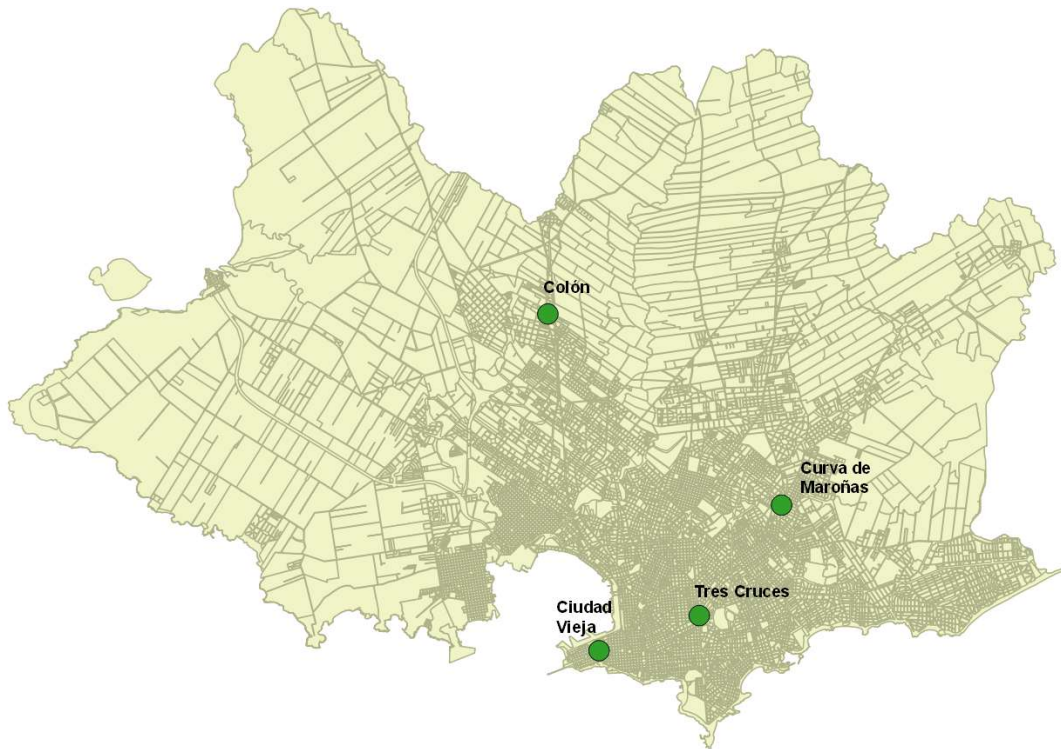 Colón
Curva de
Maroñas
Tres Cruces
Ciudad
Vieja